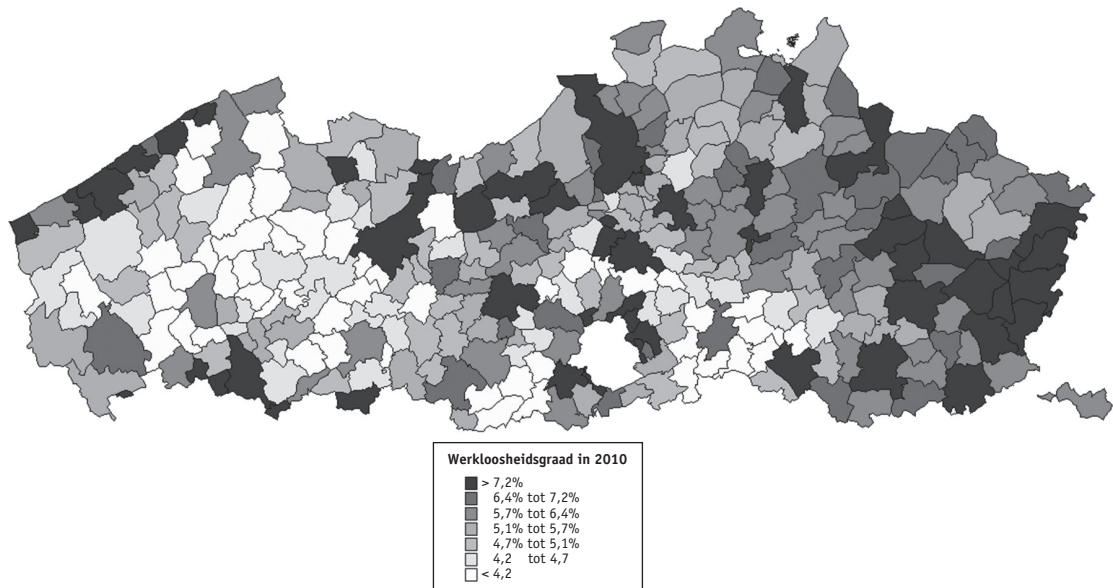 Werkloosheidsgraad in 2010
> 7,2%
6,4% tot 7,2%
5,7% tot 6,4%
5,1% tot 5,7%
4,7% tot 5,1%
4,2 tot 4,7
< 4,2